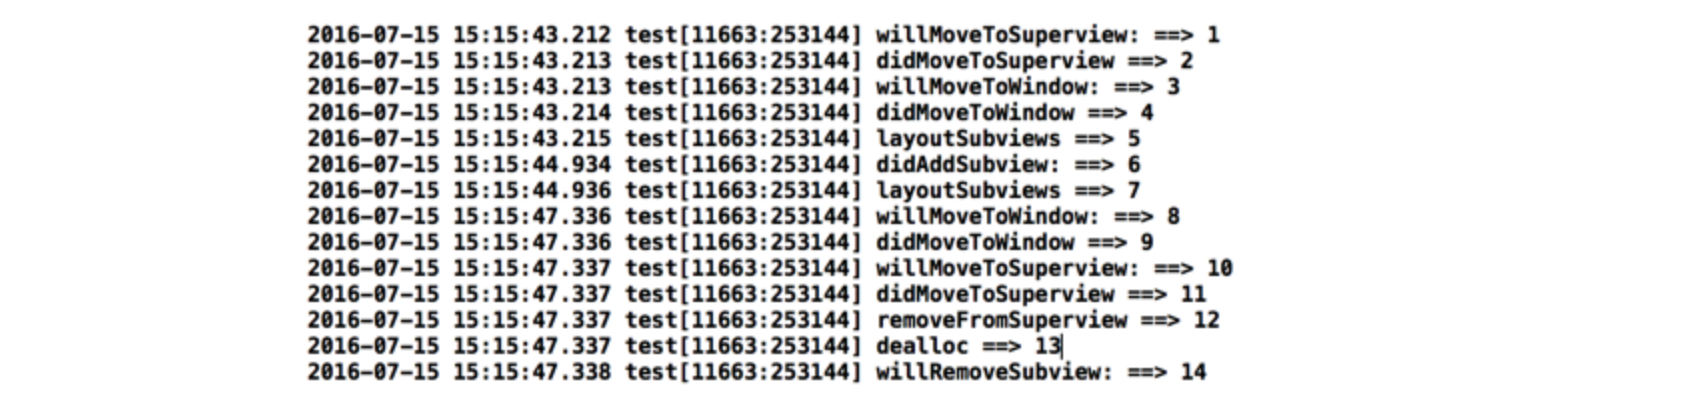 2016-07-15 15:15:43.212 test[11663:253144] willMoveToSuperview: ==> 1
2016-07-15 15:15:43.213 test[11663:253144] didMoveToSuperview ==> 2
2016-07-15 15:15:43.213 test[11663:253144] willMoveToWindow: ==> 3
2016-07-15 15:15:43.214 test[11663:253144] didMoveToWindow ==> 4
2016-07-15 15:15:43.215 test[11663:253144] layoutSubviews ==> 5
2016-07-15 15:15:44.934 test[11663:253144] didAddSubview: ==> 6
2016-07-15 15:15:44.936 test[11663:253144] layoutSubviews ==> 7
2016-07-15 15:15:47.336 test[11663:253144] willMoveToWindow: ==> 8
2016-07-15 15:15:47.336 test[11663:253144] didMoveToWindow ==> 9
2016-07-15 15:15:47.337 test[11663:253144] willMoveToSuperview: ==> 10
2016-07-15 15:15:47.337 test[11663:253144] didMoveToSuperview ==> 11
2016-07-15 15:15:47.337 test[11663:253144] removeFromSuperview ==> 12
2016-07-15 15:15:47.337 test[11663:253144] dealloc ==> 13
2016-07-15 15:15:47.338 test[11663:253144] willRemoveSubview: ==> 14